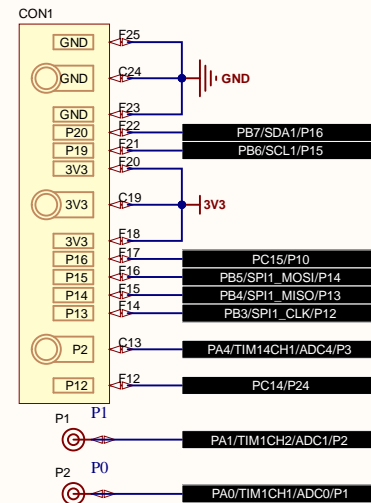 CON1
GND F25
GND C24 GND
GND F23
P20 F22 PB7/SDA1/P16
P19 F21 PB6/SCL1/P15
3V3 F20
3V3 C19 3V3
3V3 F18
P16 F17 PC15/P10
P15 F16 PB5/SPI1_MOSI/P14
P14 F15 PB4/SPI1_MISO/P13
P13 F14 PB3/SPI1_CLK/P12
P2 C13 PA4/TIM14CH1/ADC4/P3
P12 F12 PC14/P24
P1 P1
PA1/TIM1CH2/ADC1/P2
P2 P0
PA0/TIM1CH1/ADC0/P1